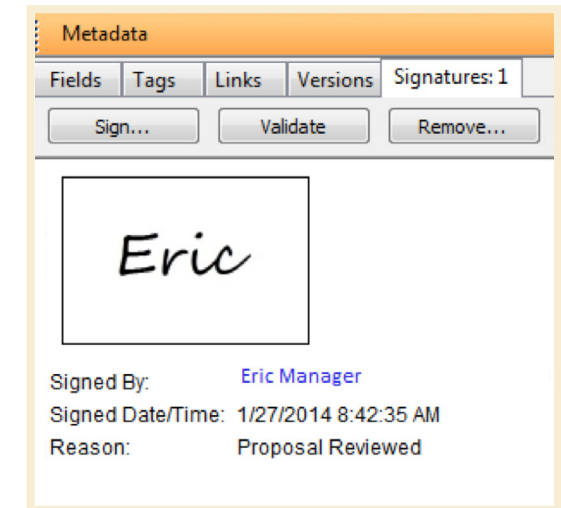 Metadata
Fields Tags Links Versions Signatures: 1
Sign... Validate Remove...
Eric
Signed By: Eric Manager
Signed Date/Time: 1/27/2014 8:42:35 AM
Reason: Proposal Reviewed